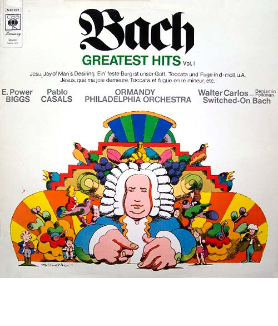 Bach
GREATEST HITS Vol. I
Jesu, Joy of Man's Desiring, Ein' feste Burg ist unser Gott, Toccata und Fuge in d-moll, u.A.
Jésus, que ma joie demeure, Toccata et fugue en ré mineur, etc.
E. Power BIGGS
Pablo CASALS
ORMANDY PHILADELPHIA ORCHESTRA
Walter Carlos Benjamin Folkman
Switched-On Bach